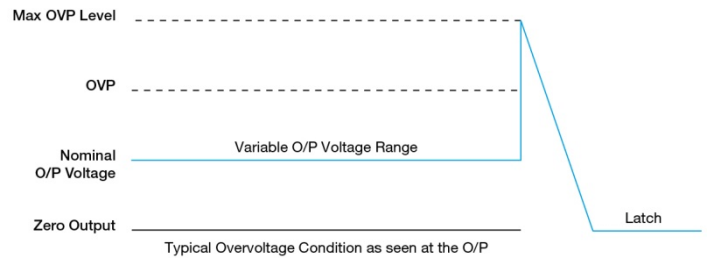 Max OVP Level
OVP
Variable O/P Voltage Range
Nominal
O/P Voltage
Zero Output
Latch
Typical Overvoltage Condition as seen at the O/P